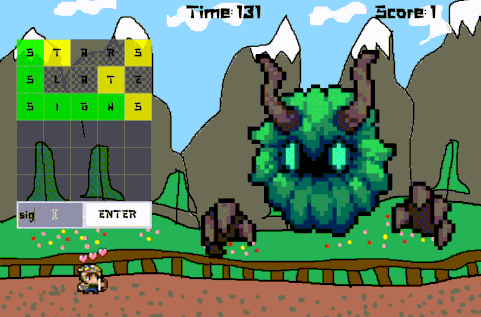 Time: 131 Score: 1
S T A R S
S L A T E
S I G N S
sig ENTER